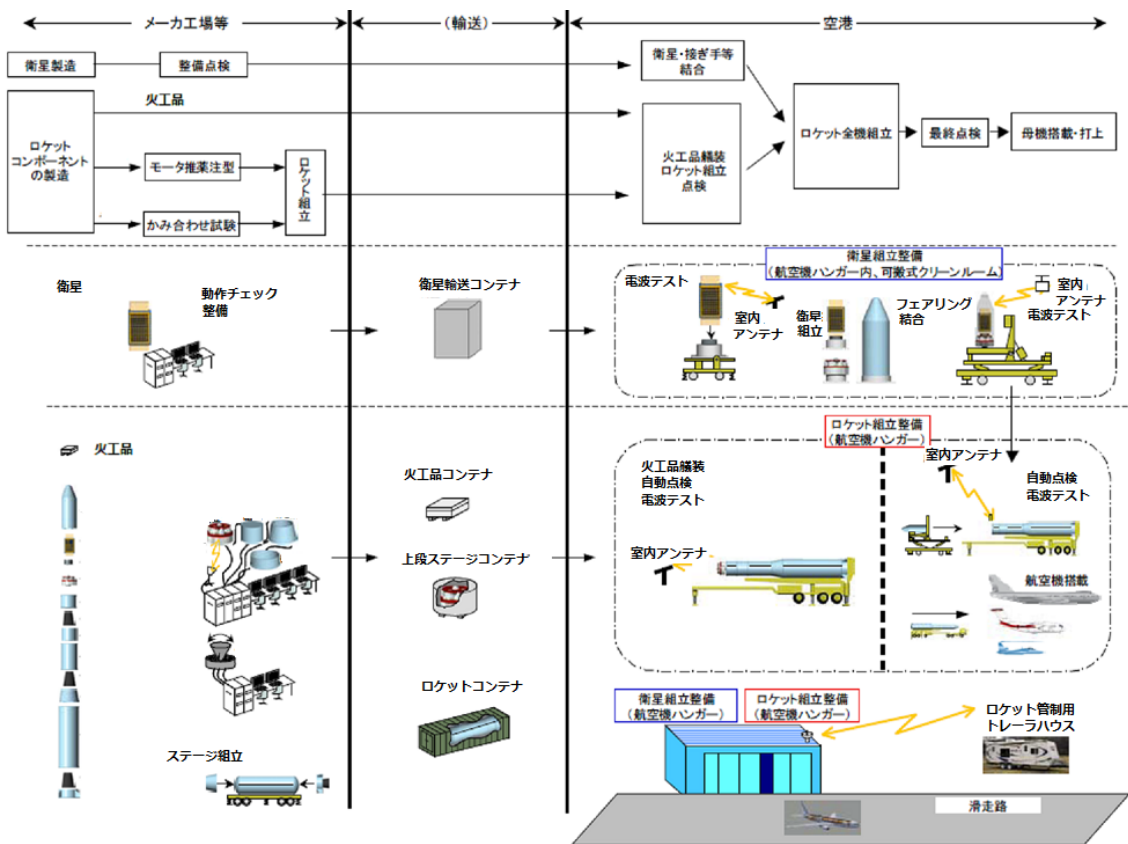 メーカ工場等
(輸送)
空港
衛星製造
整備点検
衛星・接ぎ手等
結合
火工品
ロケット
コンポーネント
の製造
モータ推薬注型
かみ合わせ試験
ロケット組立
火工品艤装
ロケット組立
点検
ロケット全機組立
最終点検
母機搭載・打上
衛星
動作チェック
整備
衛星輸送コンテナ
衛星組立整備
(航空機ハンガー内、可搬式クリーンルーム)
電波テスト
室内
アンテナ
衛星
組立
フェアリング
結合
室内
アンテナ
電波テスト
火工品
火工品コンテナ
上段ステージコンテナ
ロケットコンテナ
ステージ組立
ロケット組立整備
(航空機ハンガー)
火工品艤装
自動点検
電波テスト
室内アンテナ
室内アンテナ
自動点検
電波テスト
航空機搭載
衛星組立整備
(航空機ハンガー)
ロケット組立整備
(航空機ハンガー)
ロケット管制用
トレーラハウス
滑走路